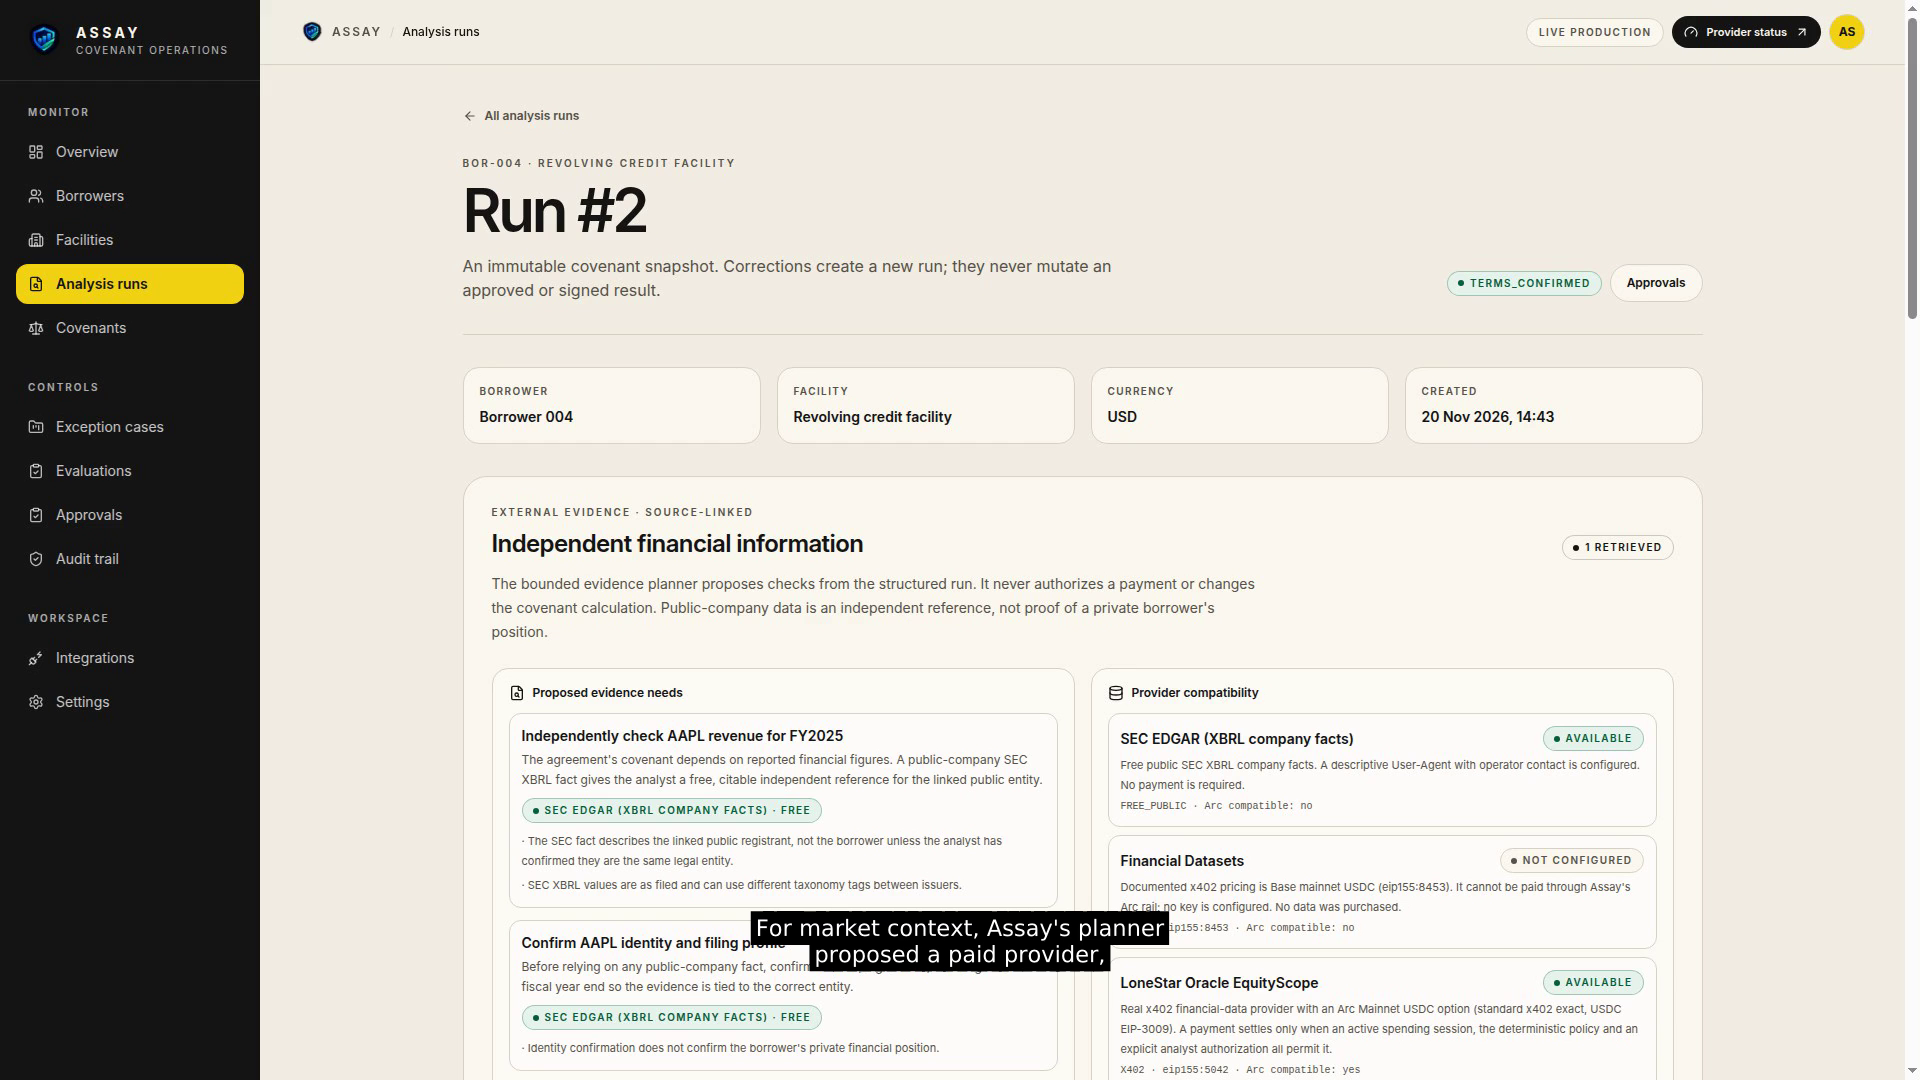 ASSAY
COVENANT OPERATIONS
MONITOR
Overview
Borrowers
Facilities
Analysis runs
Covenants
CONTROLS
Exception cases
Evaluations
Approvals
Audit trail
WORKSPACE
Integrations
Settings
ASSAY / Analysis runs
LIVE PRODUCTION
Provider status
AS
All analysis runs
BOR-004 · REVOLVING CREDIT FACILITY
Run #2
An immutable covenant snapshot. Corrections create a new run; they never mutate an
approved or signed result.
TERMS_CONFIRMED
Approvals
BORROWER
Borrower 004
FACILITY
Revolving credit facility
CURRENCY
USD
CREATED
20 Nov 2026, 14:43
EXTERNAL EVIDENCE · SOURCE-LINKED
Independent financial information
1 RETRIEVED
The bounded evidence planner proposes checks from the structured run. It never authorizes a payment or changes
the covenant calculation. Public-company data is an independent reference, not proof of a private borrower's
position.
Proposed evidence needs
Independently check AAPL revenue for FY2025
The agreement's covenant depends on reported financial figures. A public-company SEC
XBRL fact gives the analyst a free, citable independent reference for the linked public entity.
SEC EDGAR (XBRL COMPANY FACTS) · FREE
· The SEC fact describes the linked public registrant, not the borrower unless the analyst has
confirmed they are the same legal entity.
· SEC XBRL values are as filed and can use different taxonomy tags between issuers.
Confirm AAPL identity and filing profile
Before relying on any public-company fact, confirm
fiscal year end so the evidence is tied to the correct entity.
SEC EDGAR (XBRL COMPANY FACTS) · FREE
· Identity confirmation does not confirm the borrower's private financial position.
Provider compatibility
SEC EDGAR (XBRL company facts)
AVAILABLE
Free public SEC XBRL company facts. A descriptive User-Agent with operator contact is configured.
No payment is required.
FREE_PUBLIC · Arc compatible: no
Financial Datasets
NOT CONFIGURED
Documented x402 pricing is Base mainnet USDC (eip155:8453). It cannot be paid through Assay's
Arc rail; no key is configured. No data was purchased.
eip155:8453 · Arc compatible: no
LoneStar Oracle EquityScope
AVAILABLE
Real x402 financial-data provider with an Arc Mainnet USDC option (standard x402 exact, USDC
EIP-3009). A payment settles only when an active spending session, the deterministic policy and an
explicit analyst authorization all permit it.
X402 · eip155:5042 · Arc compatible: yes
For market context, Assay's planner
proposed a paid provider,